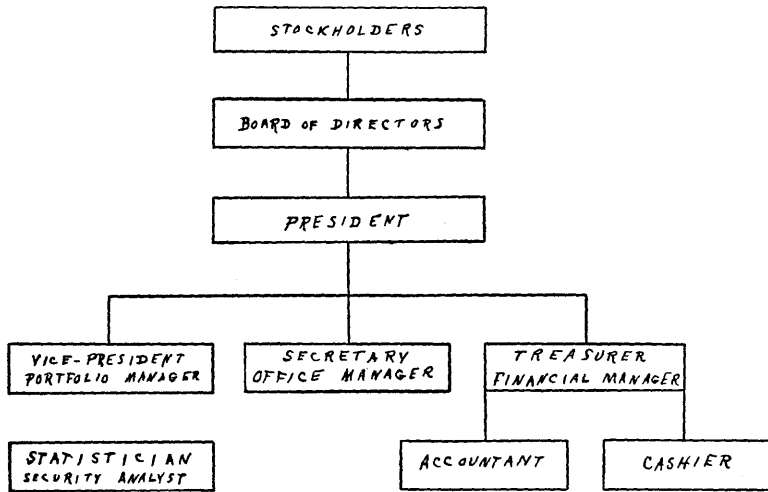 STOCKHOLDERS
BOARD OF DIRECTORS
PRESIDENT
VICE-PRESIDENT
PORTFOLIO MANAGER
SECRETARY
OFFICE MANAGER
TREASURER
FINANCIAL MANAGER
STATISTICIAN
SECURITY ANALYST
ACCOUNTANT
CASHIER